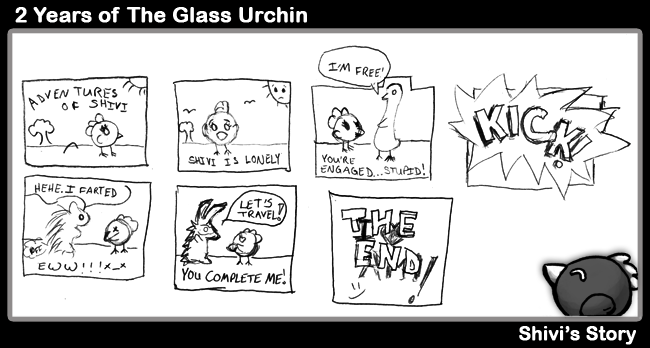 2 Years of The Glass Urchin
ADVENTURES
OF SHIVI
SHIVI IS LONELY
I'M FREE!
YOU'RE
ENGAGED...STUPID!
KICK!
HEHE.I FARTED
EWW!!!x_x
LET'S
TRAVEL!
YOU COMPLETE ME!
THE
END!
Shivi's Story